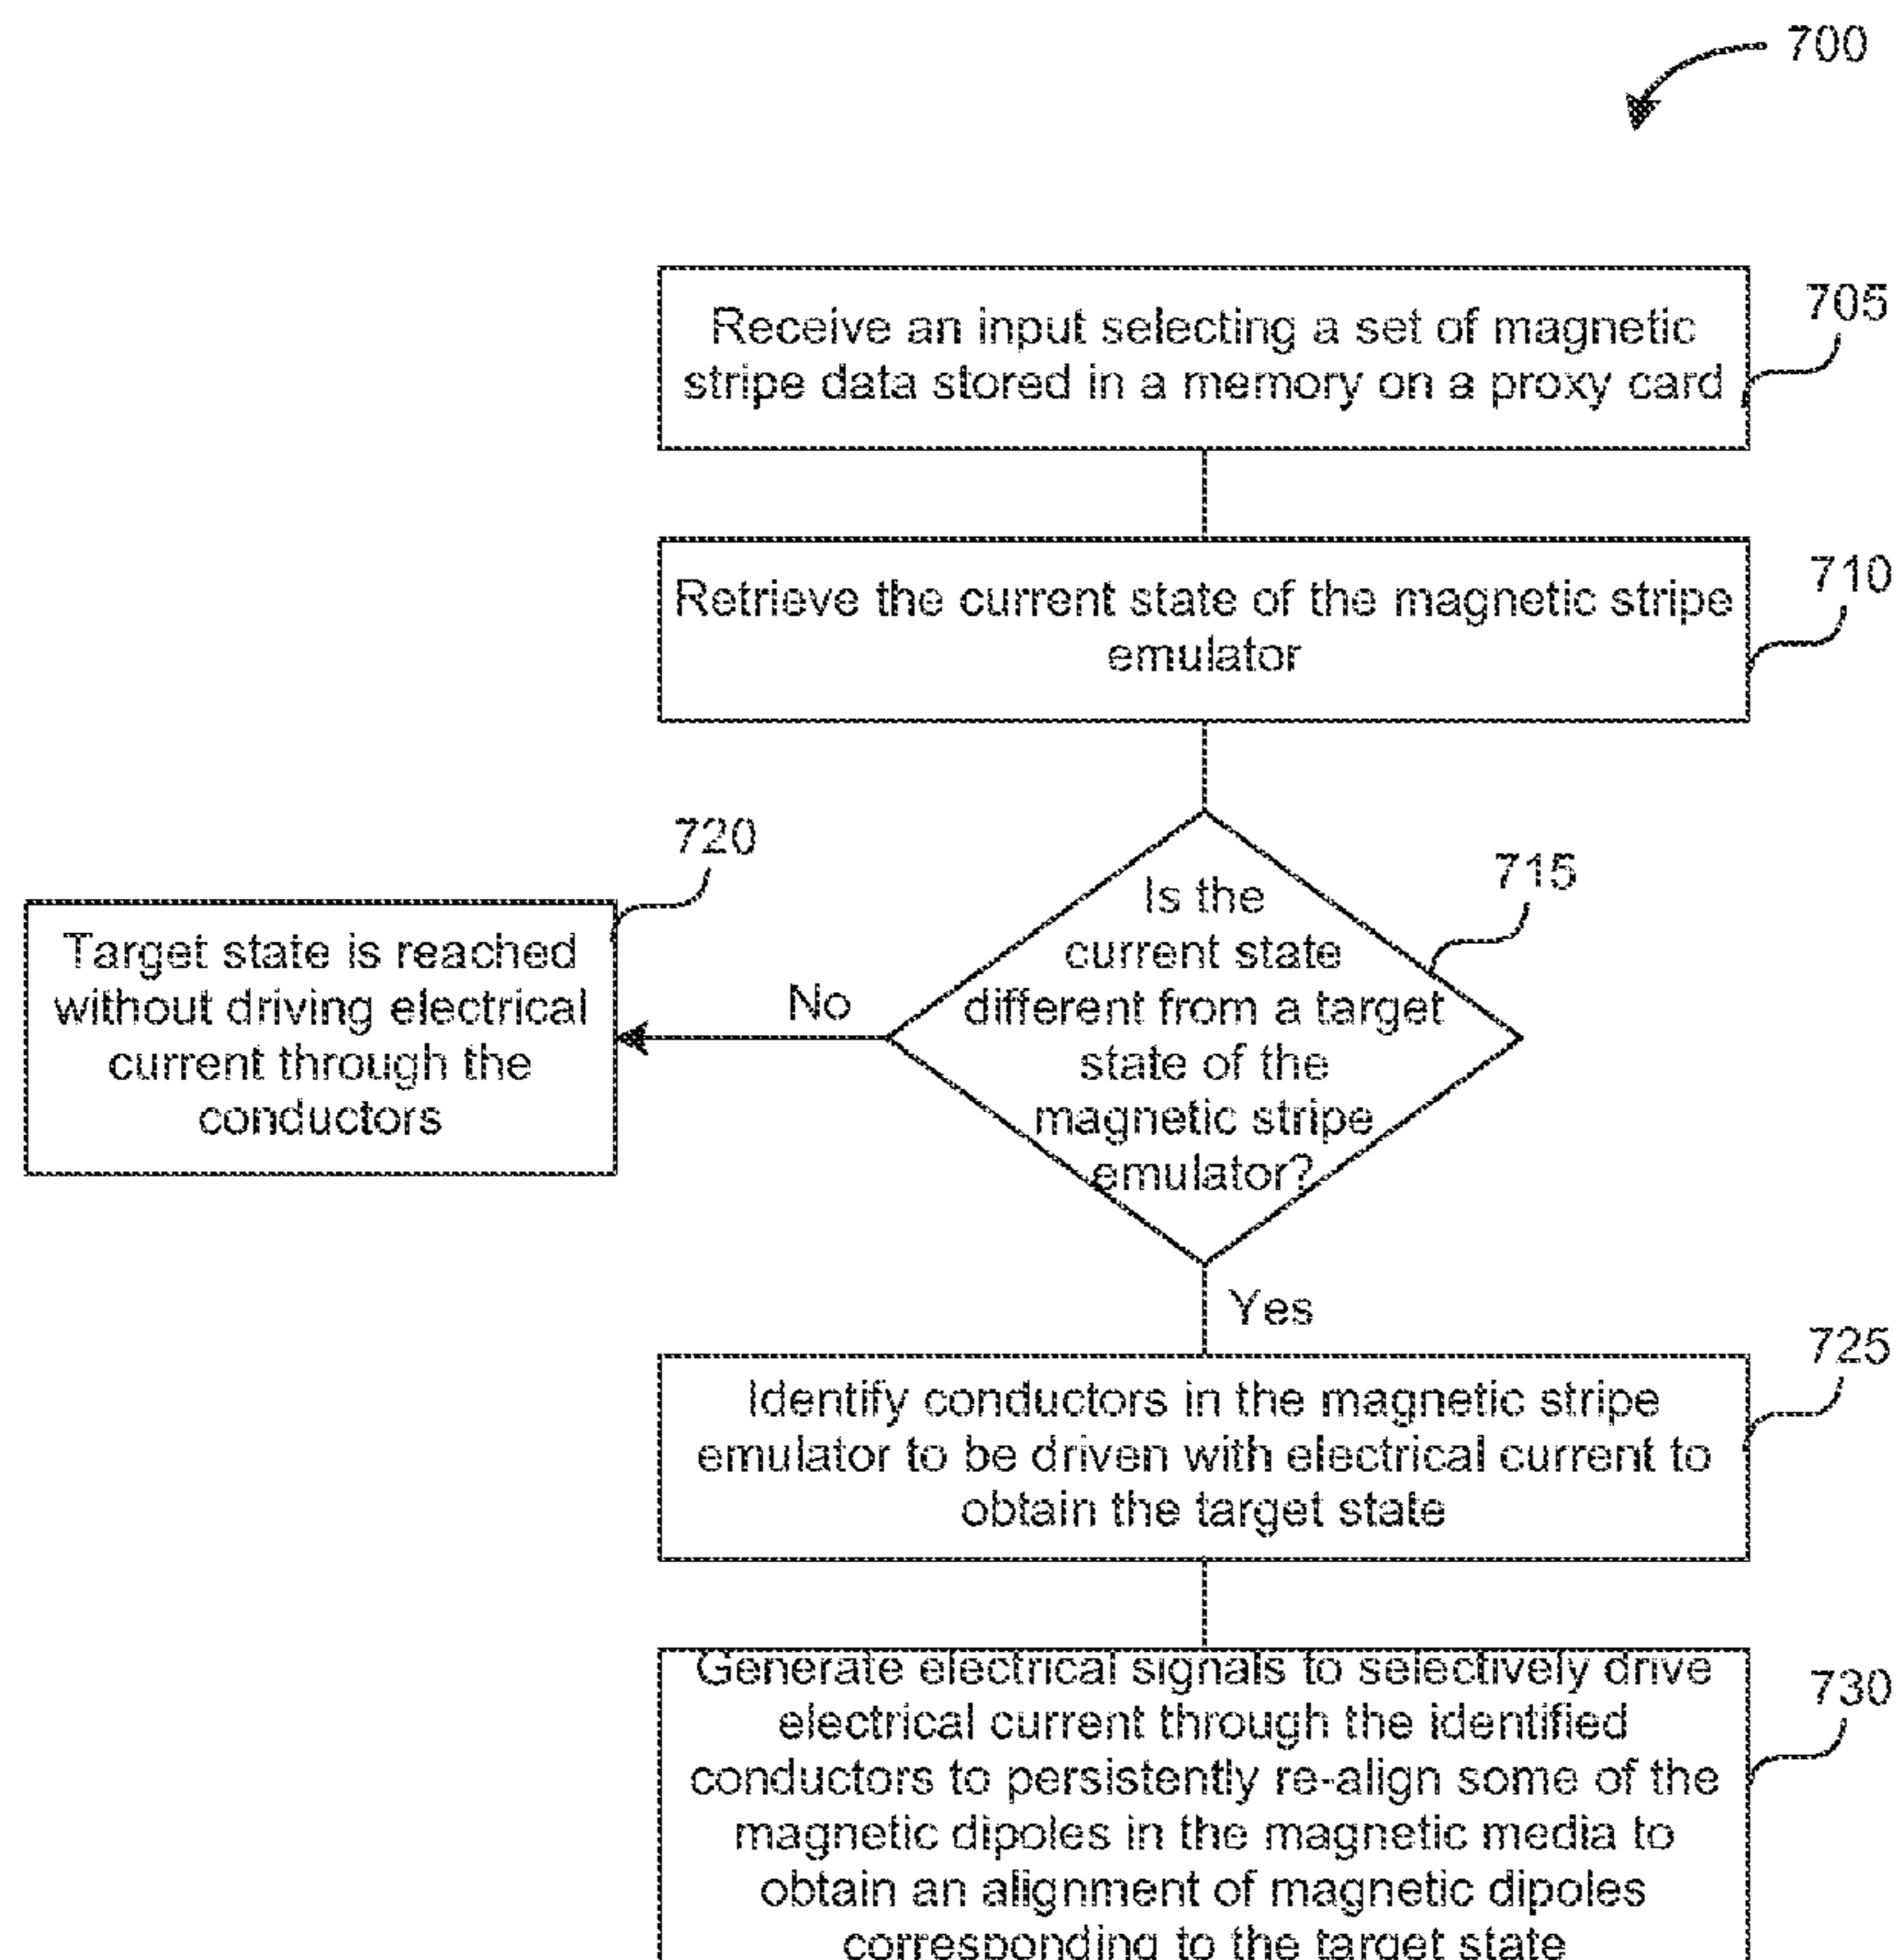 700
Receive an input selecting a set of magnetic
stripe data stored in a memory on a proxy card
705
Retrieve the current state of the magnetic stripe
emulator
710
Is the
current state
different from a target
state of the
magnetic stripe
emulator?
715
No
720
Target state is reached
without driving electrical
current through the
conductors
Yes
Identify conductors in the magnetic stripe
emulator to be driven with electrical current to
obtain the target state
725
Generate electrical signals to selectively drive
electrical current through the identified
conductors to persistently re-align some of the
magnetic dipoles in the magnetic media to
obtain an alignment of magnetic dipoles
corresponding to the target state
730